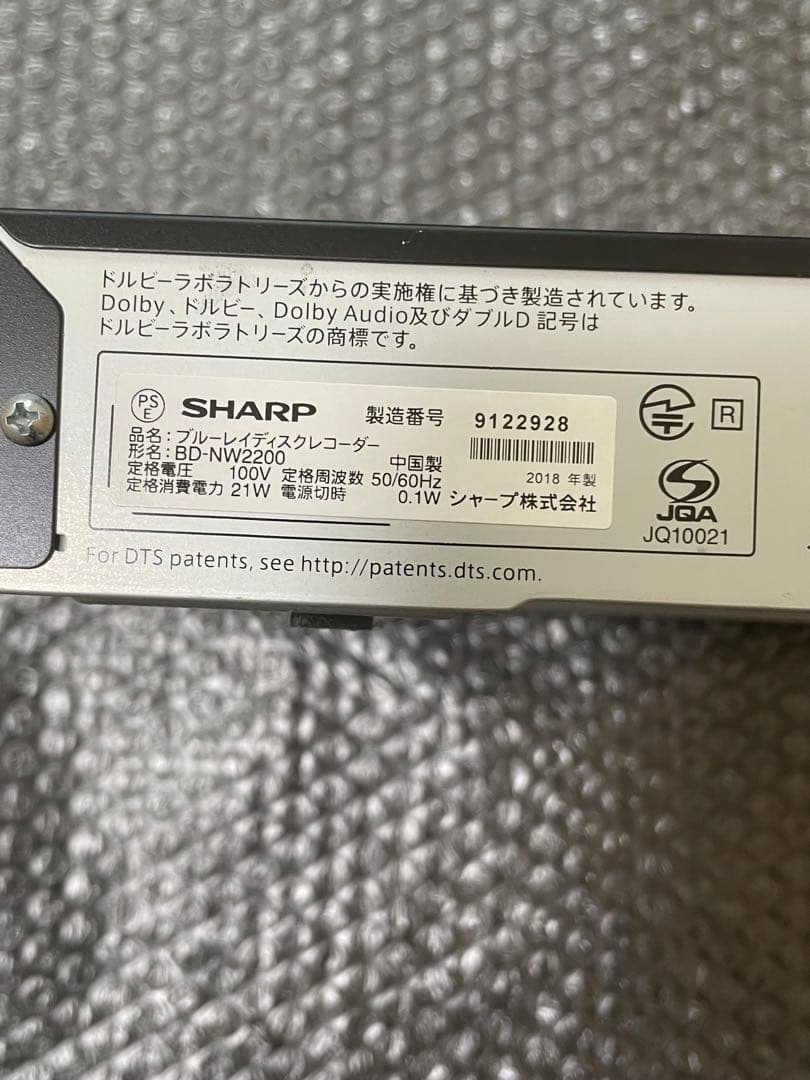 ドルビーラボラトリーズからの実施権に基づき製造されています。
Dolby、ドルビー、Dolby Audio及びダブルD 記号は
ドルビーラボラトリーズの商標です。
PS
E
SHARP 製造番号 9122928
品名：ブルーレイディスクレコーダー
形名：BD-NW2200 中国製 2018 年製
定格電圧 100V 定格周波数 50/60Hz
定格消費電力 21W 電源切時 0.1W シャープ株式会社
R
JQA
JQ10021
For DTS patents, see http://patents.dts.com.